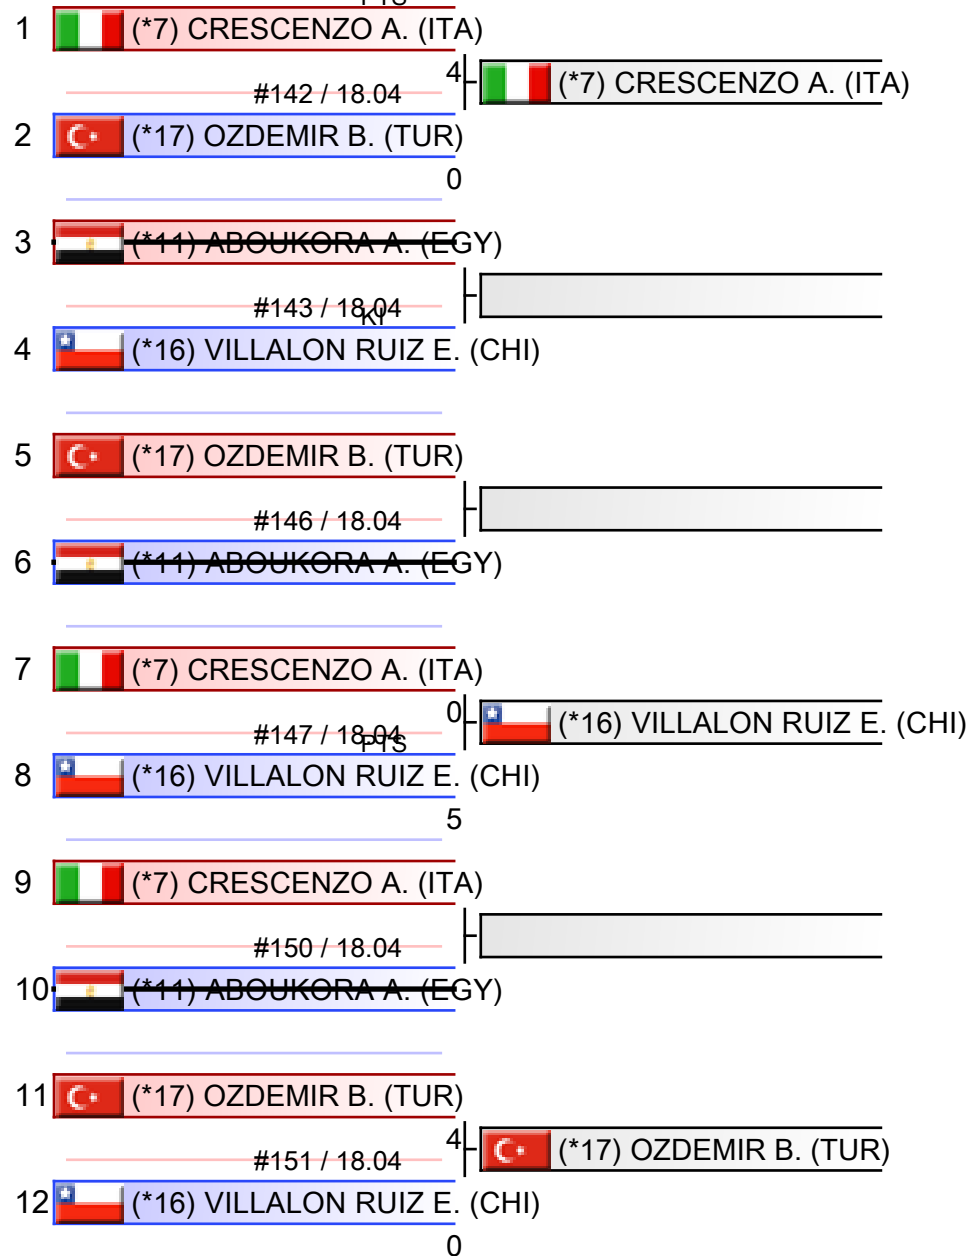 PTS
1 (*7) CRESCENZO A. (ITA)
4 (*7) CRESCENZO A. (ITA)
#142 / 18.04
2 (*17) OZDEMIR B. (TUR)
0
3 (*11) ABOUKORA A. (EGY)
#143 / 18.04
KI
4 (*16) VILLALON RUIZ E. (CHI)
5 (*17) OZDEMIR B. (TUR)
#146 / 18.04
6 (*11) ABOUKORA A. (EGY)
7 (*7) CRESCENZO A. (ITA)
0 (*16) VILLALON RUIZ E. (CHI)
#147 / 18.04
PTS
8 (*16) VILLALON RUIZ E. (CHI)
5
9 (*7) CRESCENZO A. (ITA)
#150 / 18.04
10 (*11) ABOUKORA A. (EGY)
11 (*17) OZDEMIR B. (TUR)
4 (*17) OZDEMIR B. (TUR)
#151 / 18.04
12 (*16) VILLALON RUIZ E. (CHI)
0